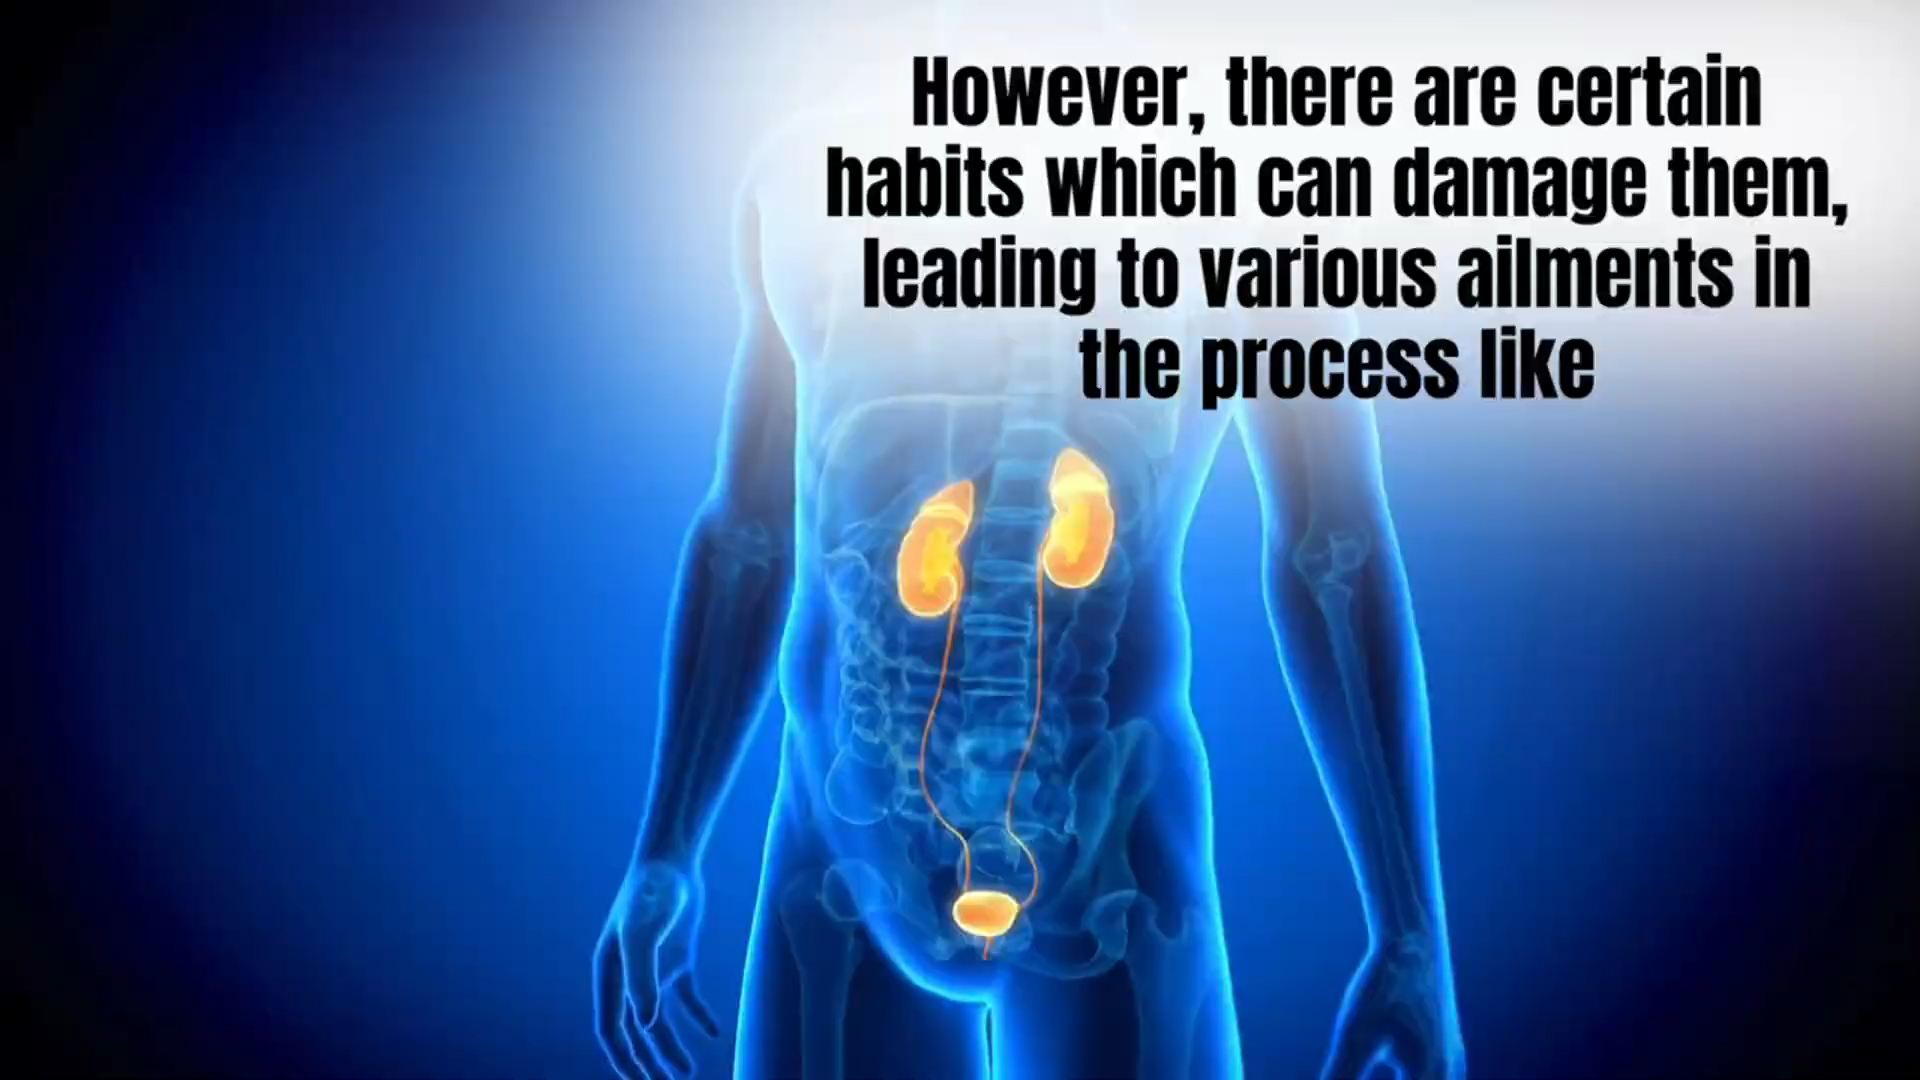 However, there are certain
habits which can damage them,
leading to various ailments in
the process like